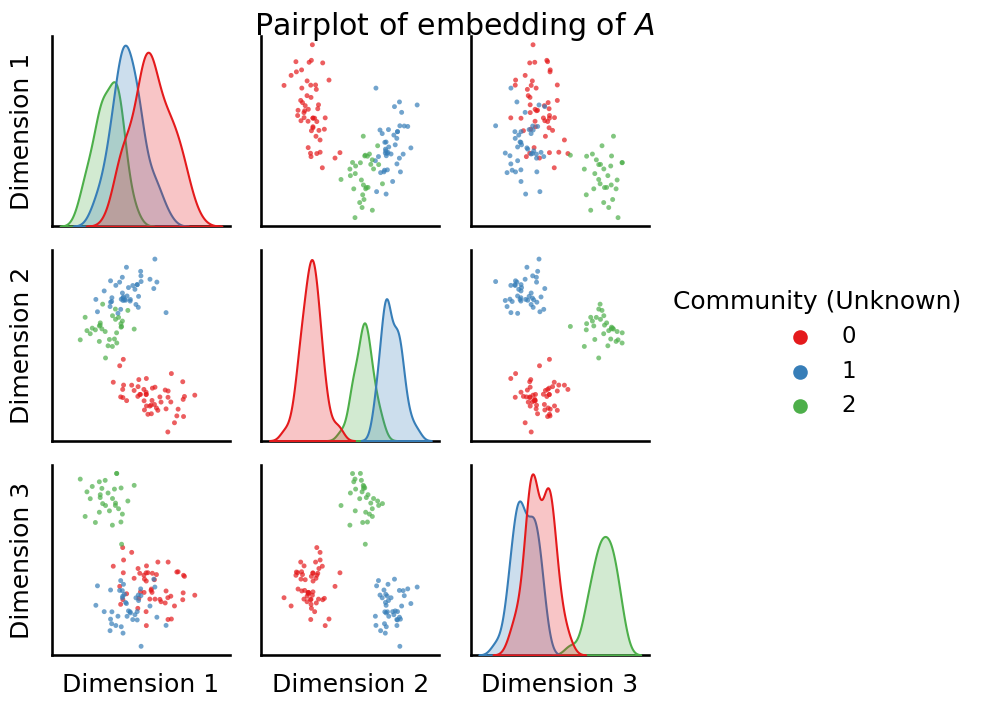 Pairplot of embedding of A
Dimension 1
Dimension 2
Dimension 3
Community (Unknown)
0
1
2
Dimension 1
Dimension 2
Dimension 3